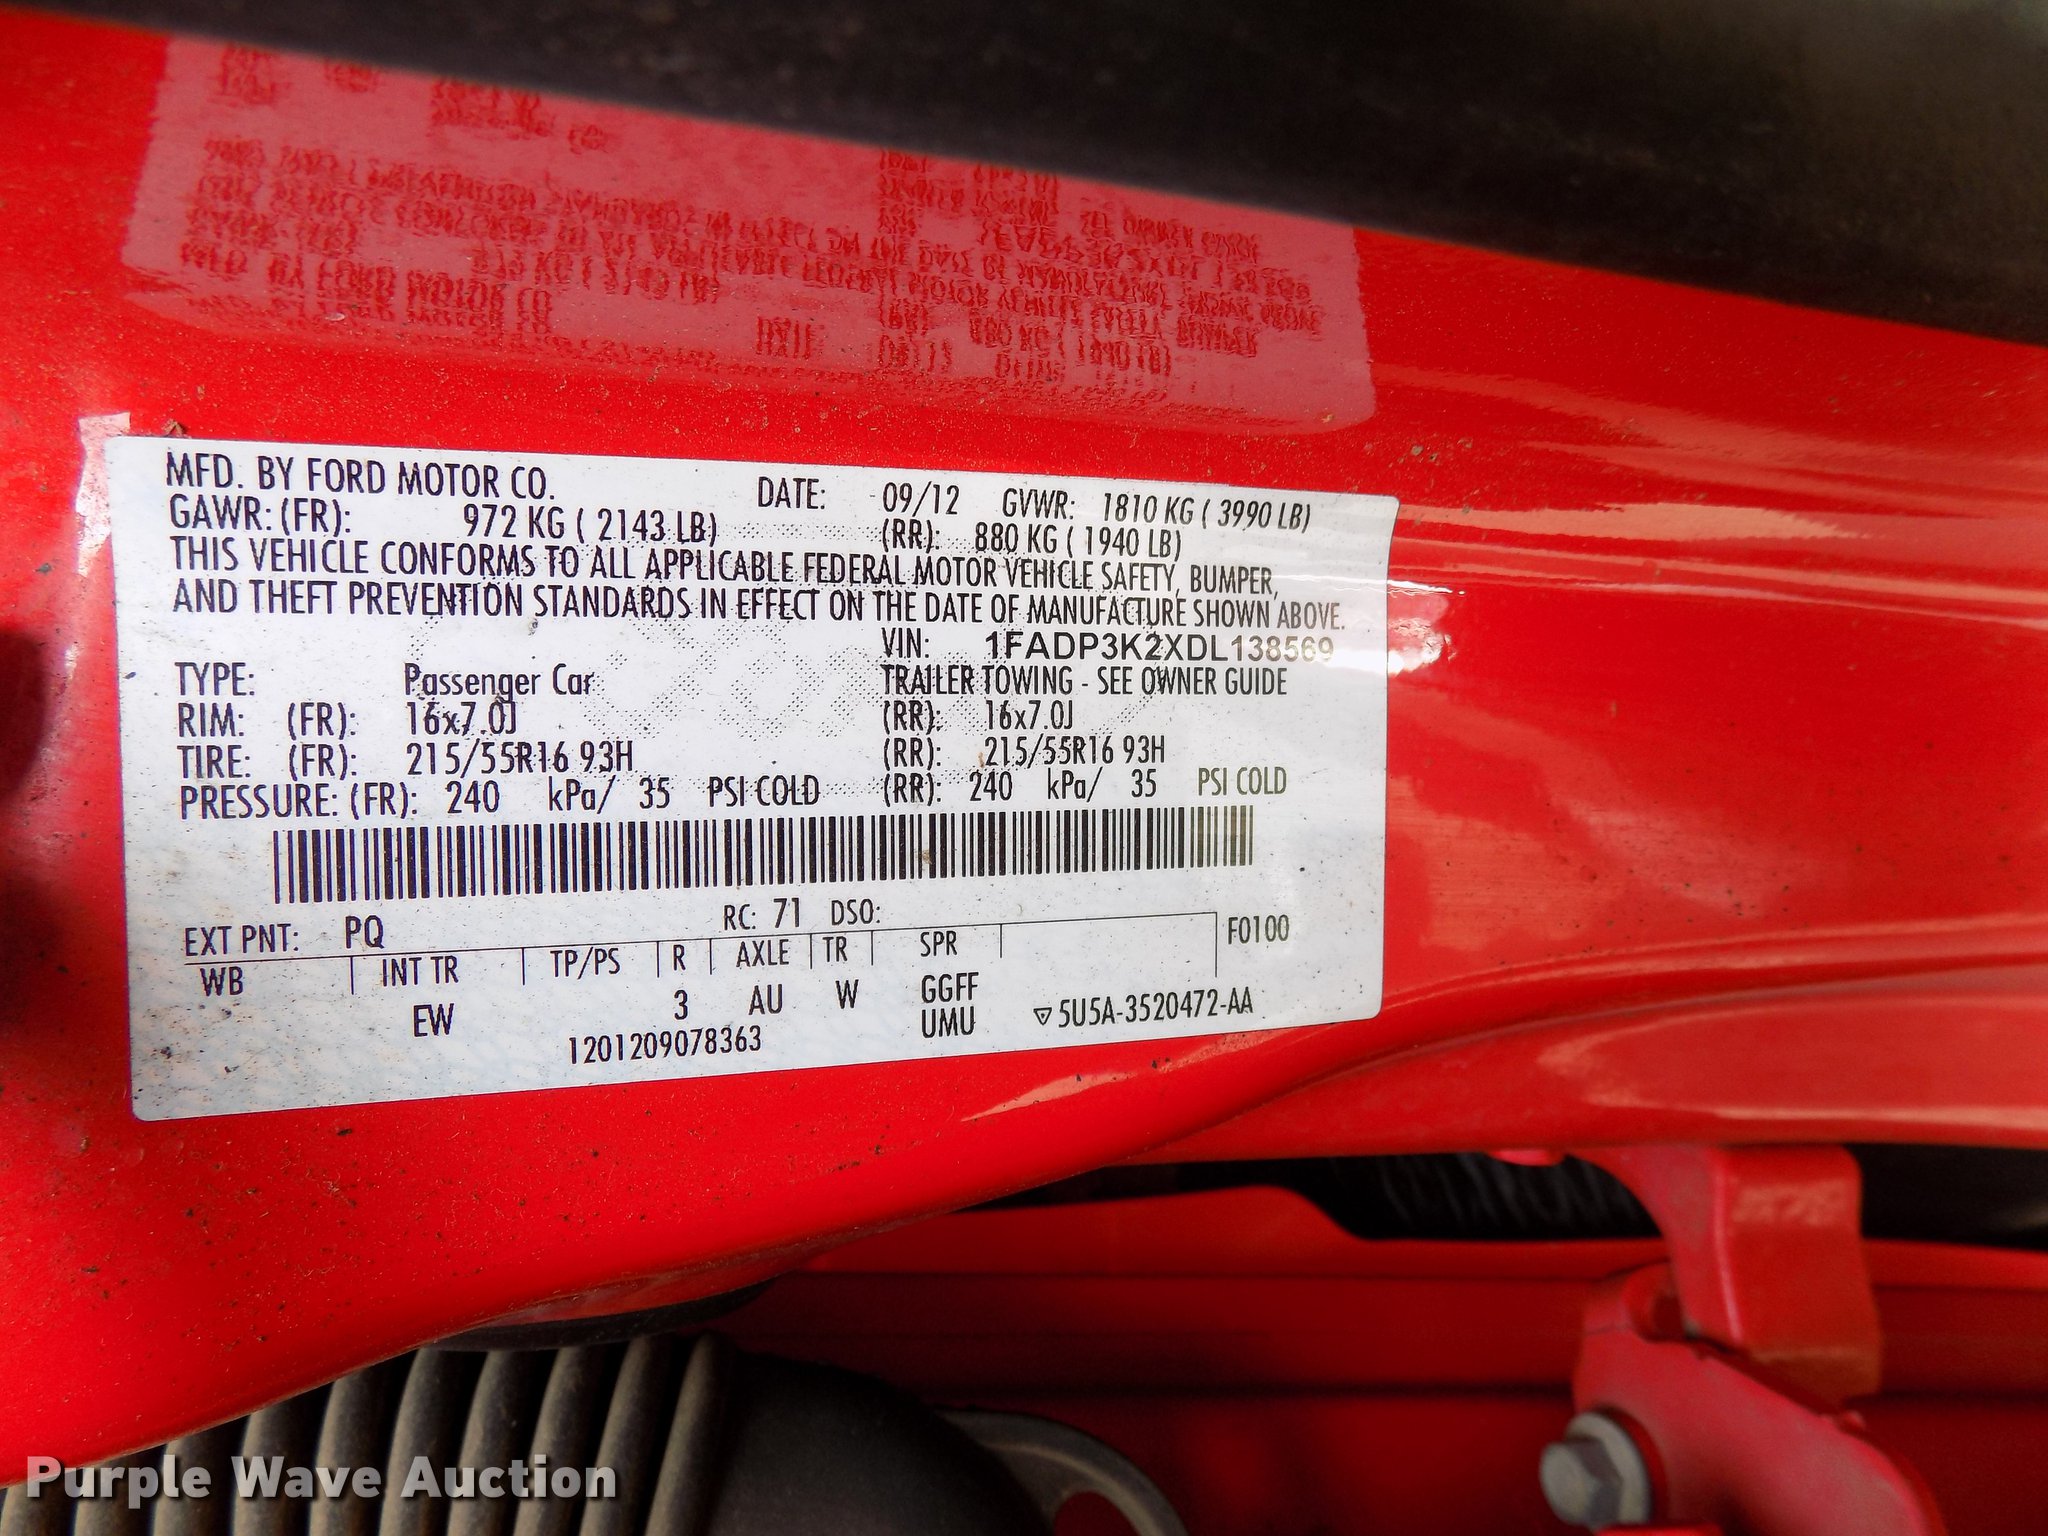 MFD. BY FORD MOTOR CO. DATE: 09/12 GVWR: 1810 KG ( 3990 LB)
GAWR: (FR): 972 KG ( 2143 LB) (RR): 880 KG ( 1940 LB)
THIS VEHICLE CONFORMS TO ALL APPLICABLE FEDERAL MOTOR VEHICLE SAFETY, BUMPER,
AND THEFT PREVENTION STANDARDS IN EFFECT ON THE DATE OF MANUFACTURE SHOWN ABOVE.
VIN: 1FADP3K2XDL138569
TYPE: Passenger Car TRAILER TOWING - SEE OWNER GUIDE
RIM: (FR): 16x7.0J (RR): 16x7.0J
TIRE: (FR): 215/55R16 93H (RR): 215/55R16 93H
PRESSURE: (FR): 240 kPa/ 35 PSI COLD (RR): 240 kPa/ 35 PSI COLD
EXT PNT: PQ RC: 71 DSO: F0100
WB INT TR TP/PS R AXLE TR SPR
EW 3 AU W GGFF
UMU 5U5A-3520472-AA
1201209078363
Purple Wave Auction